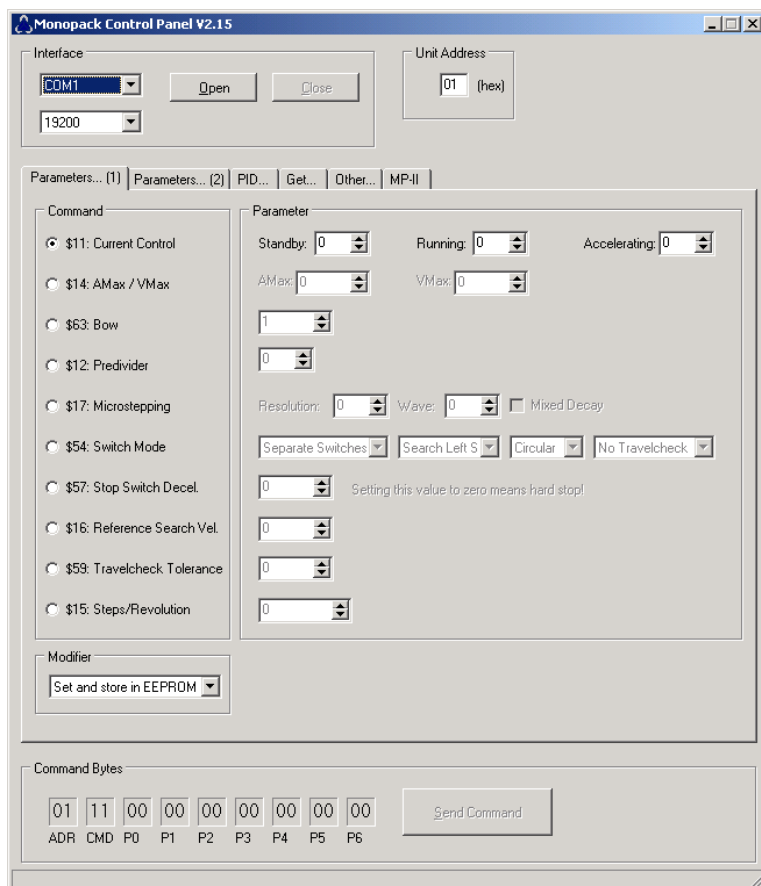 Monopack Control Panel V2.15
Interface
Unit Address
COM1 Open Close
01 (hex)
19200
Parameters... (1) Parameters... (2) PID... Get... Other... MP-II
Command
Parameter
$11: Current Control Standby: 0 Running: 0 Accelerating: 0
$14: AMax / VMax AMax: 0 VMax: 0
$63: Bow 1
$12: Predivider 0
$17: Microstepping Resolution: 0 Wave: 0 Mixed Decay
$54: Switch Mode Separate Switches Search Left S Circular No Travelcheck
$57: Stop Switch Decel. 0 Setting this value to zero means hard stop!
$16: Reference Search Vel. 0
$59: Travelcheck Tolerance 0
$15: Steps/Revolution 0
Modifier
Set and store in EEPROM
Command Bytes
01 11 00 00 00 00 00 00 00 Send Command
ADR CMD P0 P1 P2 P3 P4 P5 P6